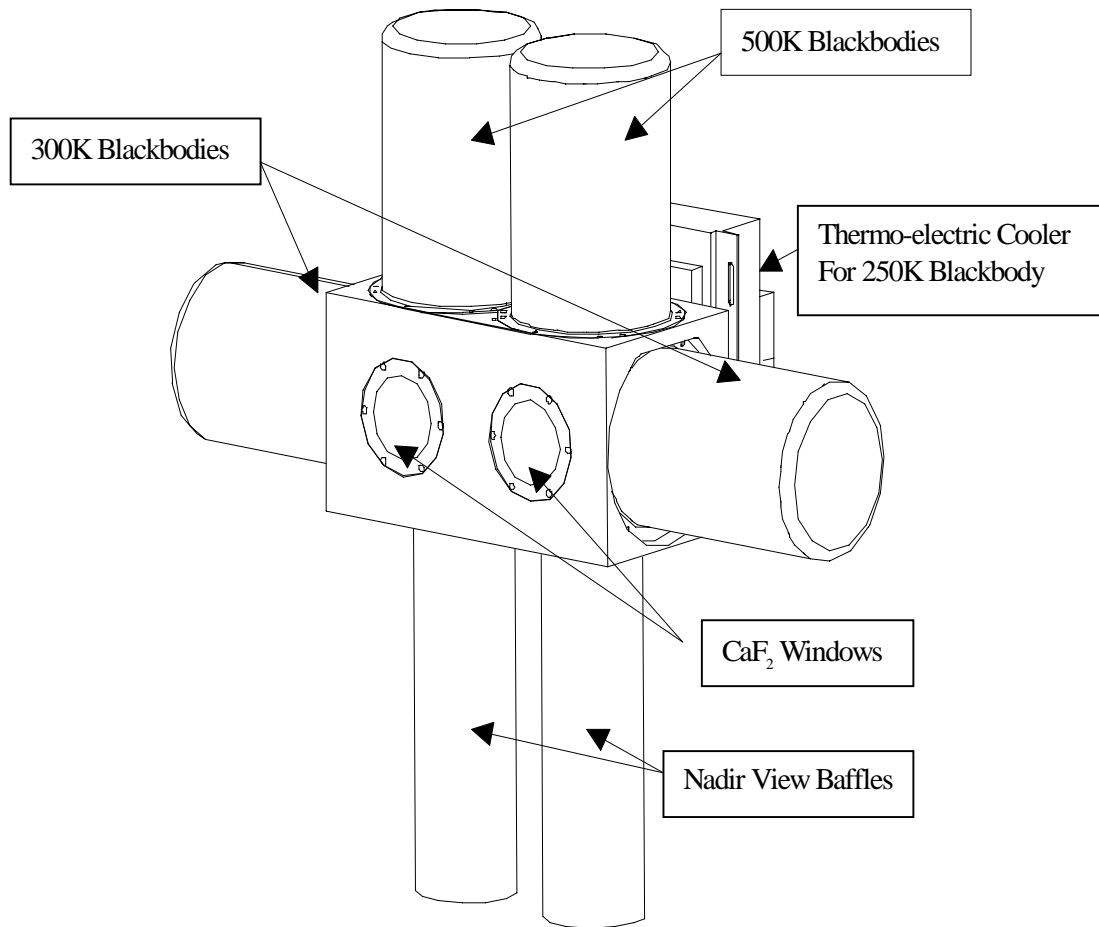 500K Blackbodies
300K Blackbodies
Thermo-electric Cooler
For 250K Blackbody
CaF₂ Windows
Nadir View Baffles